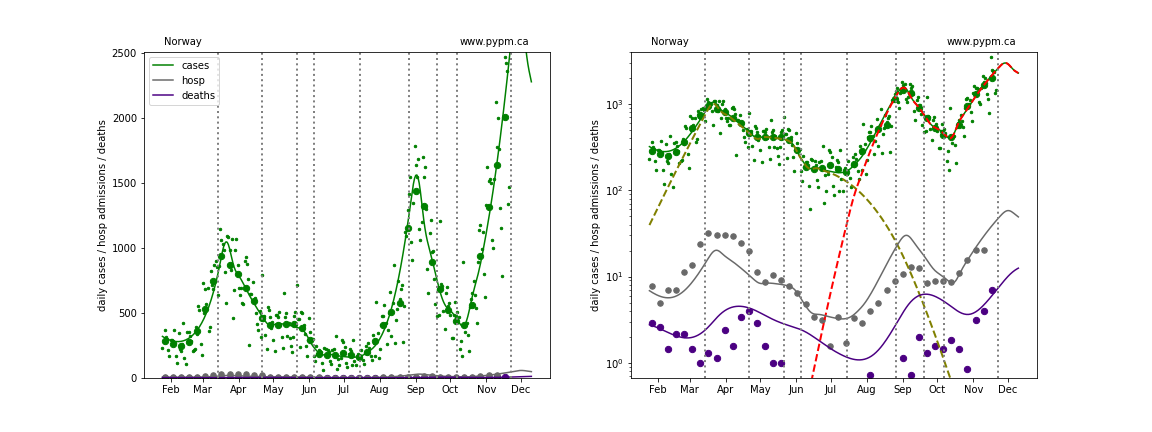 Norway www.pypm.ca
2500
2000
1500
1000
500
0
daily cases / hosp admissions / deaths
cases
hosp
deaths
Feb Mar Apr May Jun Jul Aug Sep Oct Nov Dec
Norway www.pypm.ca
10³
10²
10¹
10⁰
daily cases / hosp admissions / deaths
Feb Mar Apr May Jun Jul Aug Sep Oct Nov Dec